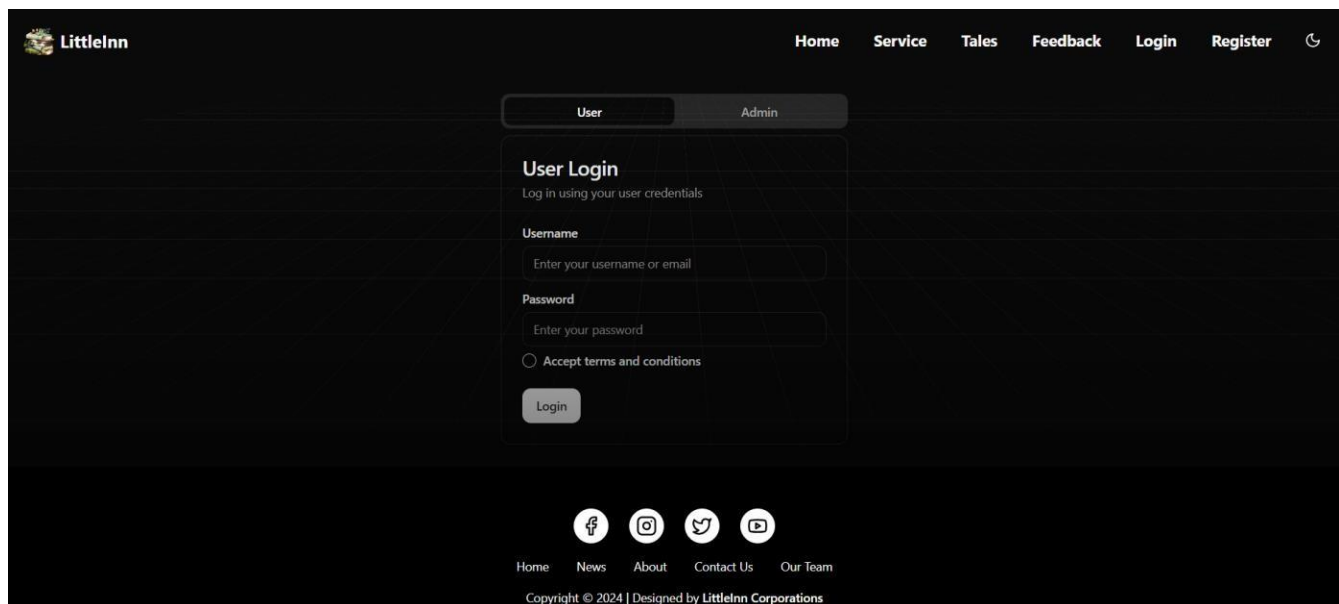 LittleInn Home Service Tales Feedback Login Register
User Admin
User Login
Log in using your user credentials
Username
Enter your username or email
Password
Enter your password
Accept terms and conditions
Login
Home News About Contact Us Our Team
Copyright © 2024 | Designed by LittleInn Corporations